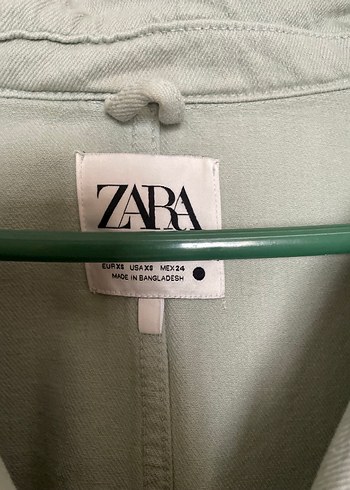 ZARA
EUR XS USA XS MEX 24
MADE IN BANGLADESH